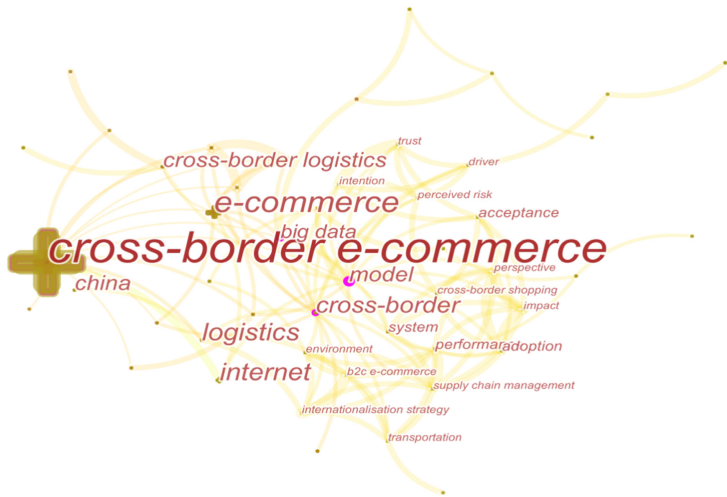 trust
cross-border logistics
driver
intention
perceived risk
e-commerce
acceptance
big data
cross-border e-commerce
perspective
model
china
cross-border shopping
cross-border
impact
system
logistics
adoption
environment
internet
b2c e-commerce
supply chain management
internationalisation strategy
transportation